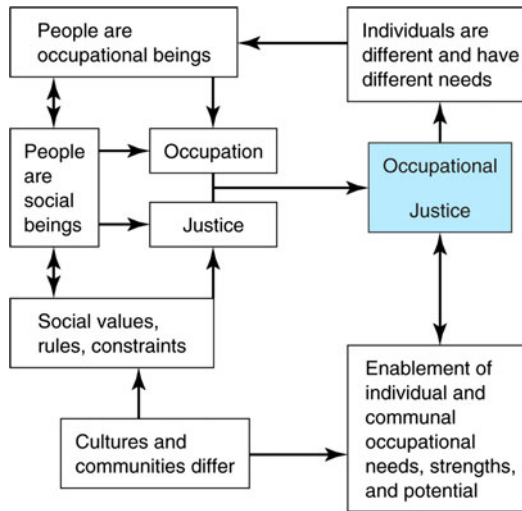 People are
occupational beings
Individuals are
different and have
different needs
People
are
social
beings
Occupation
Justice
Occupational
Justice
Social values,
rules, constraints
Cultures and
communities differ
Enablement of
individual and
communal
occupational
needs, strengths,
and potential